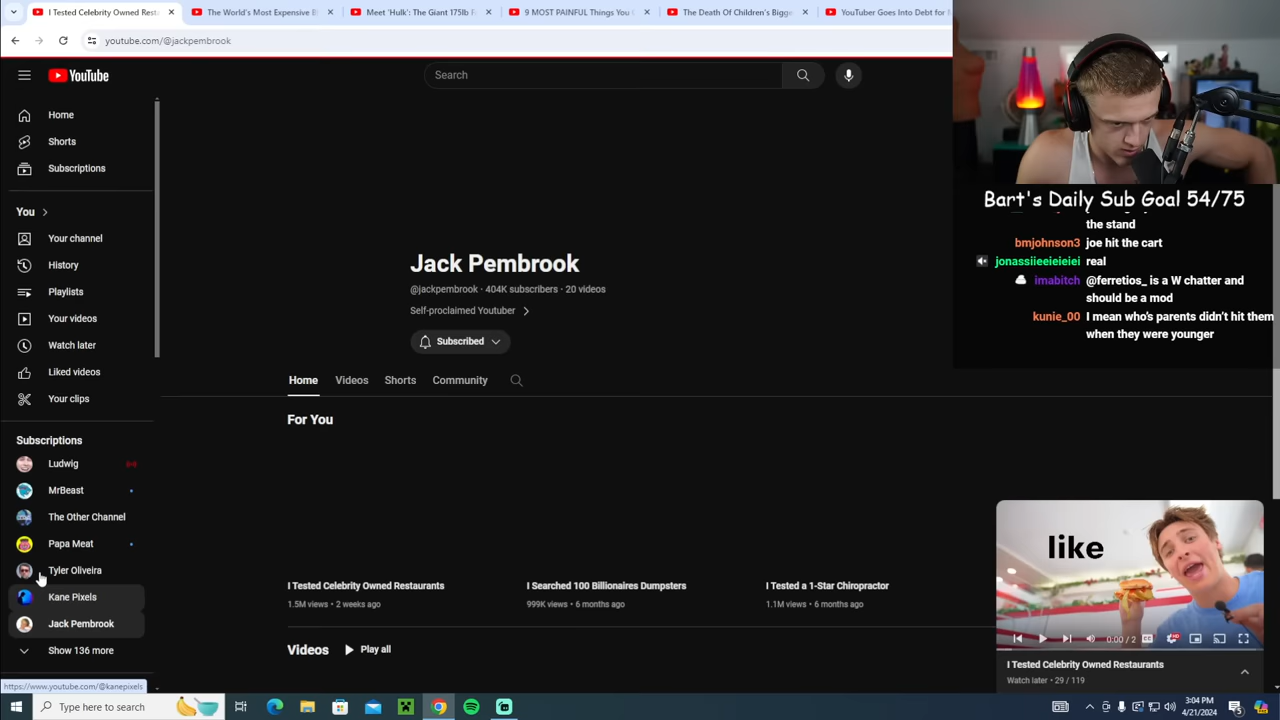 I Tested Celebrity Owned Rest
The World's Most Expensive B
Meet 'Hulk': The Giant 175lb
9 MOST PAINFUL Things You
The Death Of Children's Bigge
YouTuber Goes Into Debt for
youtube.com/@jackpembrook
YouTube
Search
Home
Shorts
Subscriptions
You
Your channel
History
Playlists
Your videos
Watch later
Liked videos
Your clips
Subscriptions
Ludwig
MrBeast
The Other Channel
Papa Meat
Tyler Oliveira
Kane Pixels
Jack Pembrook
Show 136 more
https://www.youtube.com/@kanepixels
Jack Pembrook
@jackpembrook · 404K subscribers · 20 videos
Self-proclaimed Youtuber
Subscribed
Home Videos Shorts Community
For You
I Tested Celebrity Owned Restaurants
1.5M views · 2 weeks ago
I Searched 100 Billionaires Dumpsters
999K views · 6 months ago
I Tested a 1-Star Chiropractor
1.1M views · 6 months ago
Videos Play all
Bart's Daily Sub Goal 54/75
the stand
bmjohnson3 joe hit the cart
jonassiieeieieiei real
imabitch @ferretios_ is a W chatter and
should be a mod
kunie_00 I mean who's parents didn't hit them
when they were younger
like
0:00 / 2
I Tested Celebrity Owned Restaurants
Watch later · 29 / 119
Type here to search
3:04 PM
4/21/2024